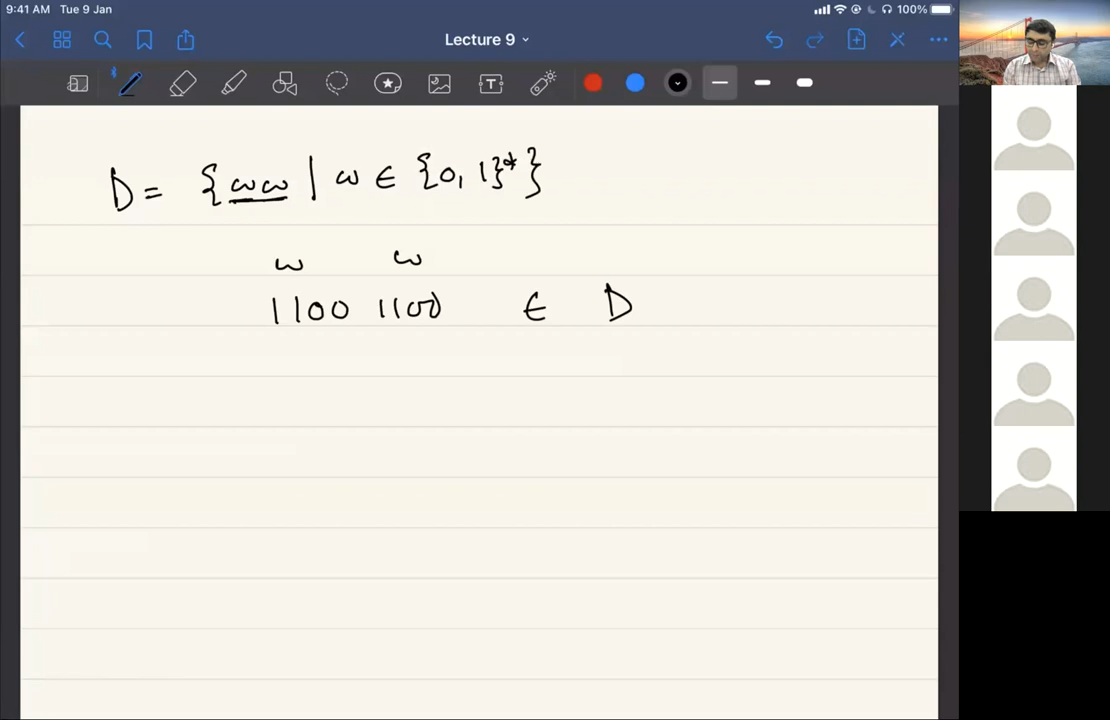 9:41 AM Tue 9 Jan 100%
Lecture 9
D = {ww | w ∈ {0, 1}*}
w w
1100 1100 ∈ D